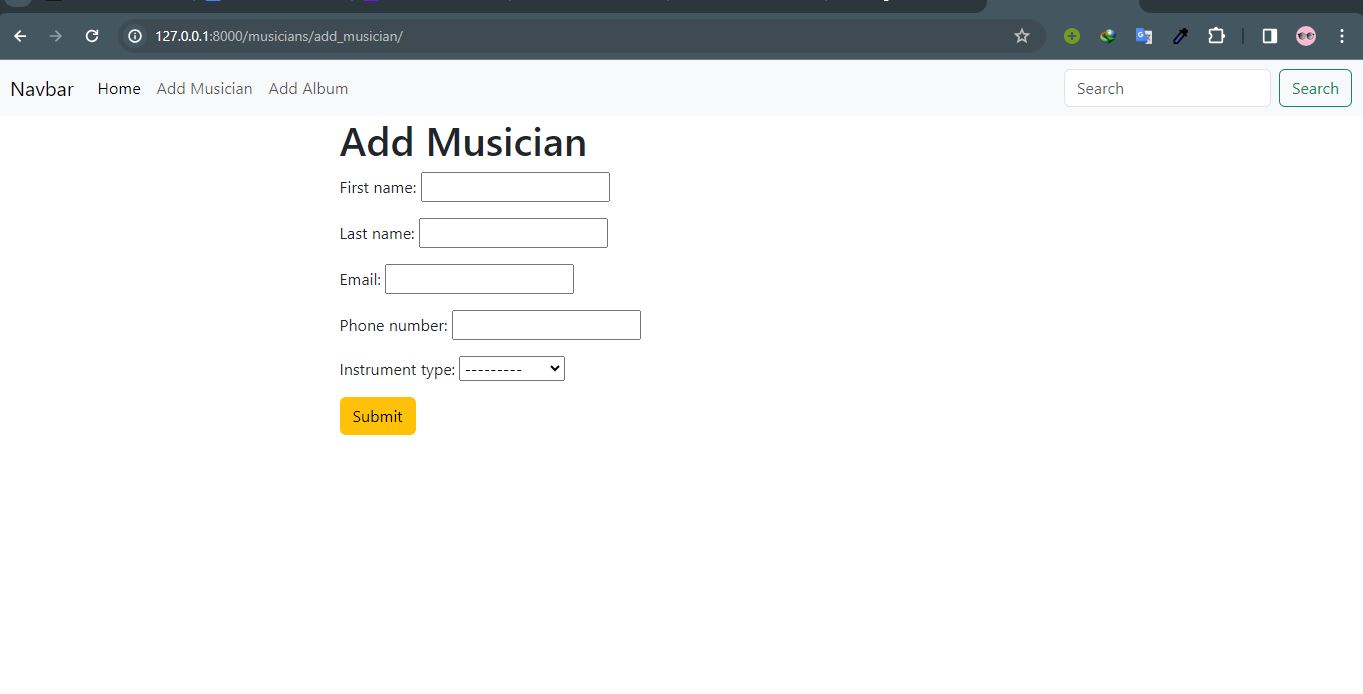 127.0.0.1:8000/musicians/add_musician/
Navbar Home Add Musician Add Album Search Search
Add Musician
First name:
Last name:
Email:
Phone number:
Instrument type: ---------
Submit